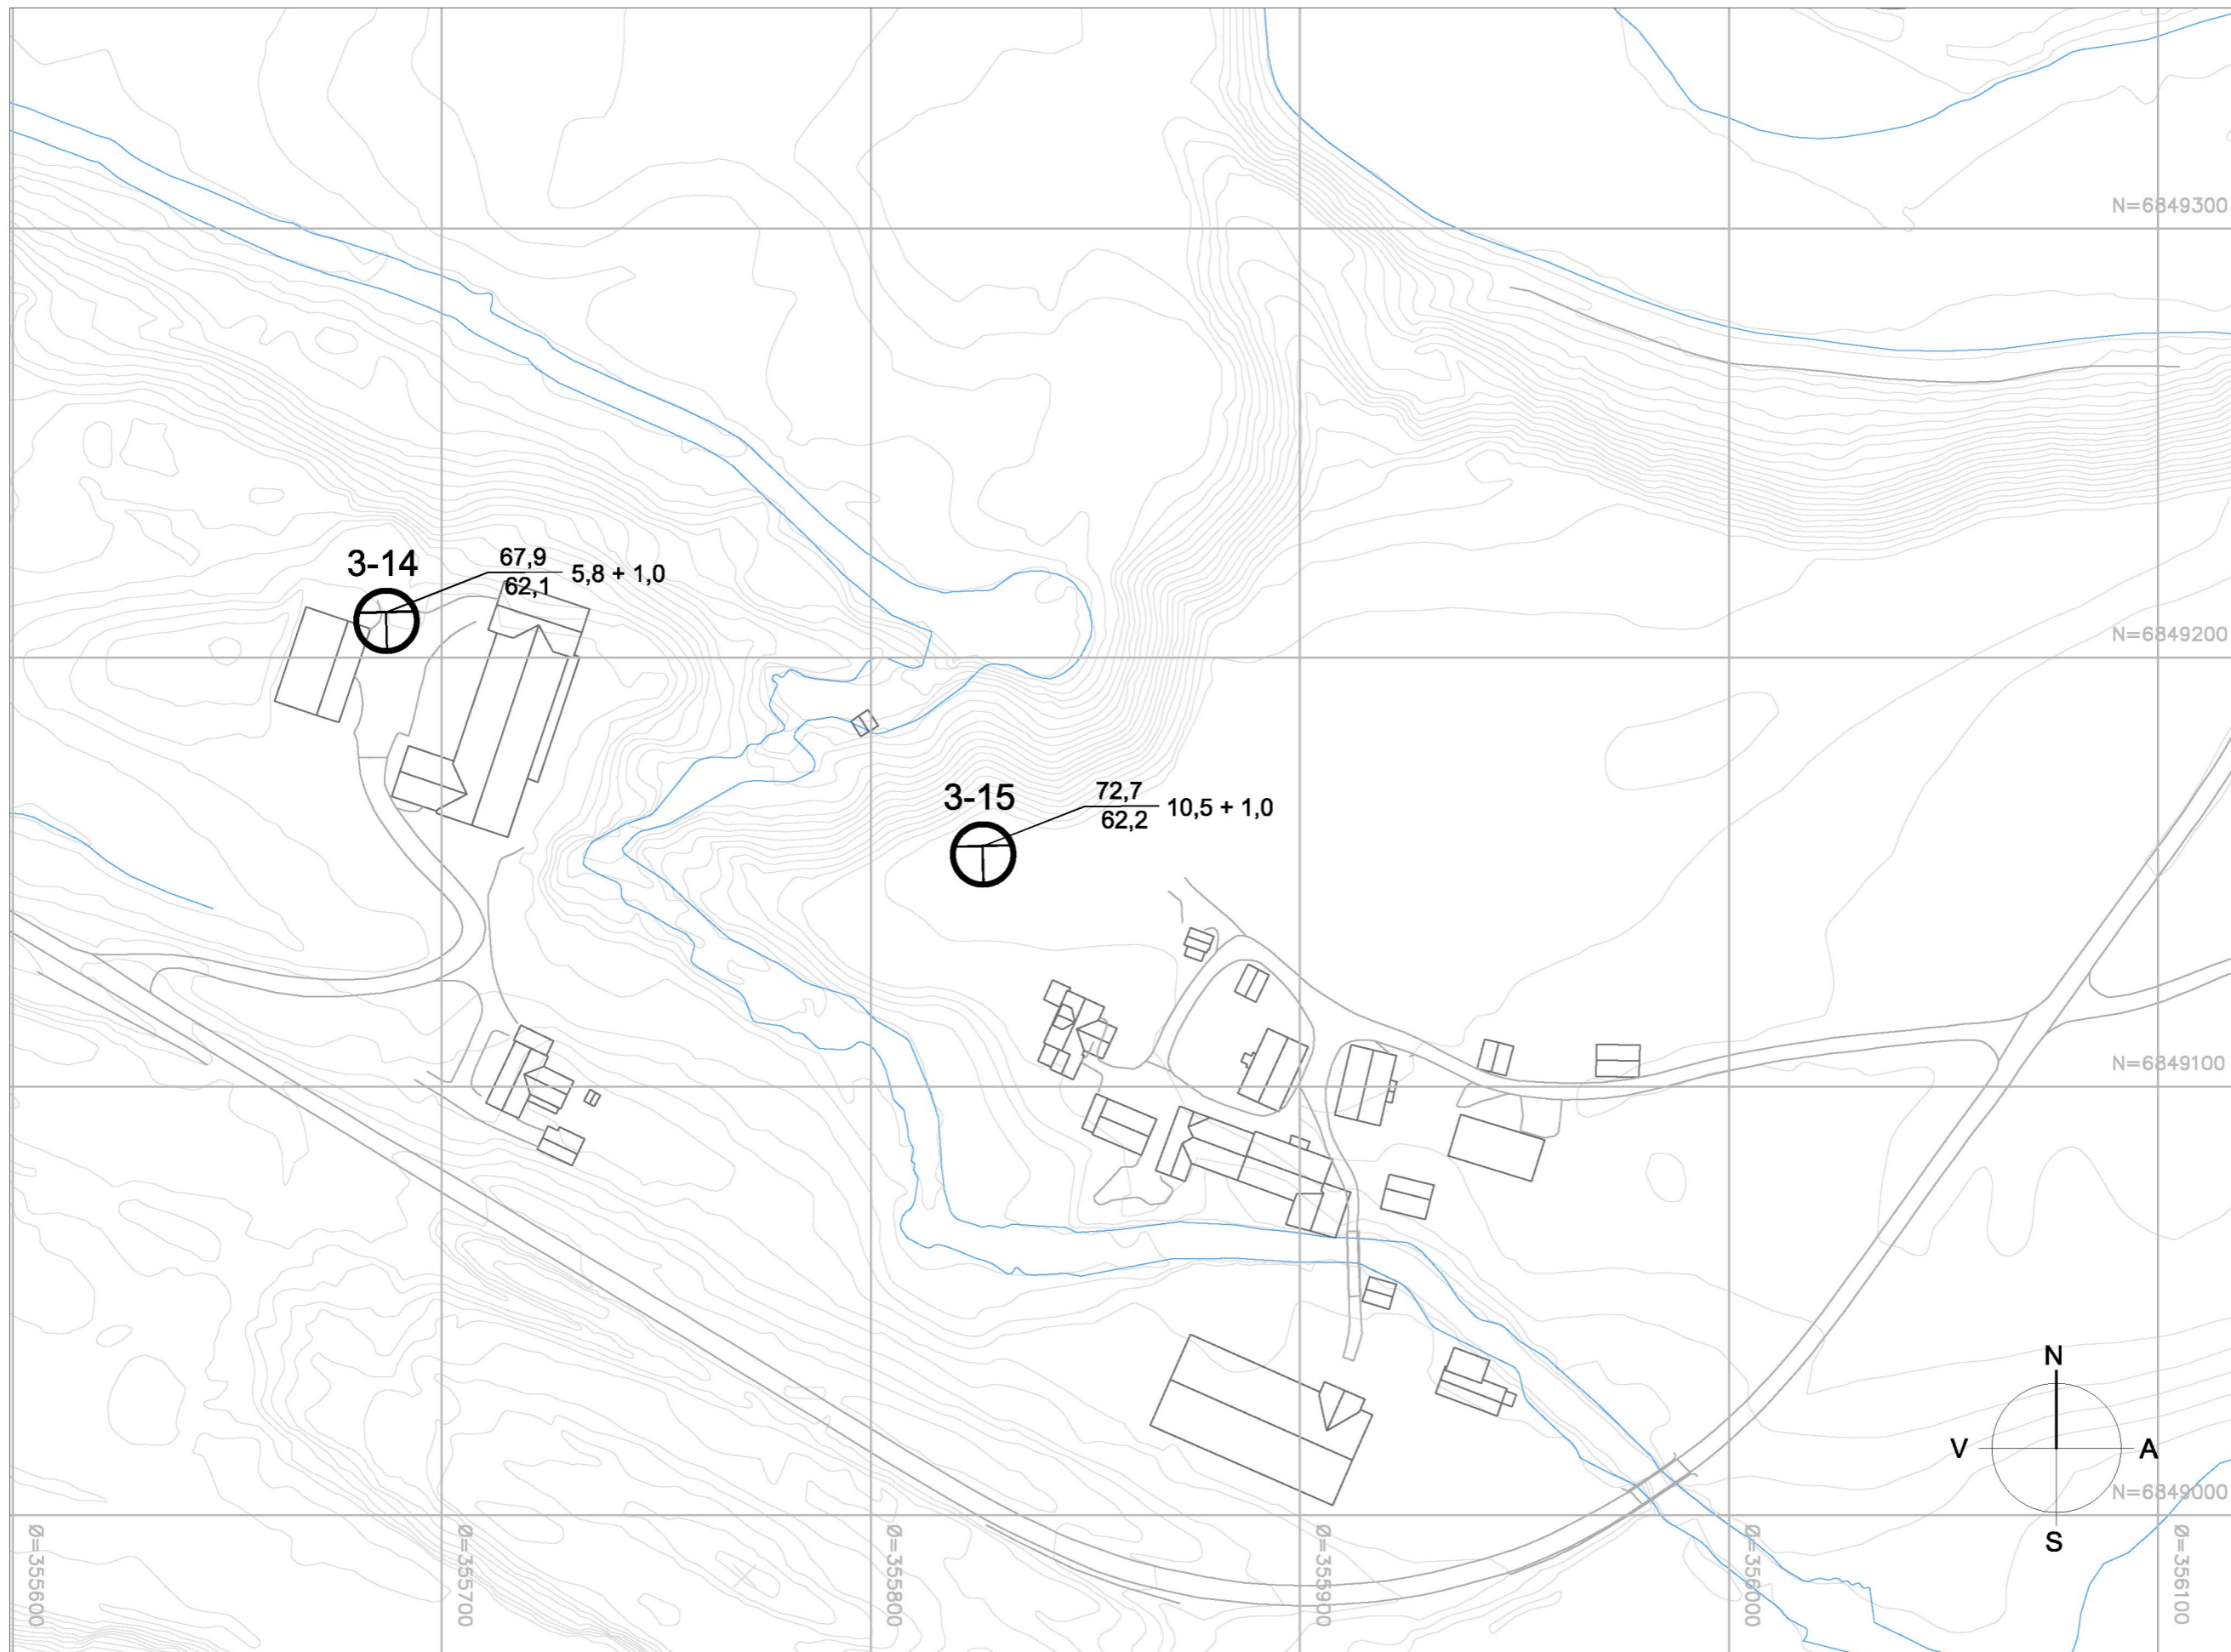 N=6849300
3-14
67,9
62,1
5,8 + 1,0
N=6849200
3-15
72,7
62,2
10,5 + 1,0
N=6849100
N
V
A
S
N=6849000
Ø=355600
Ø=355700
Ø=355800
Ø=355900
Ø=356000
Ø=356100